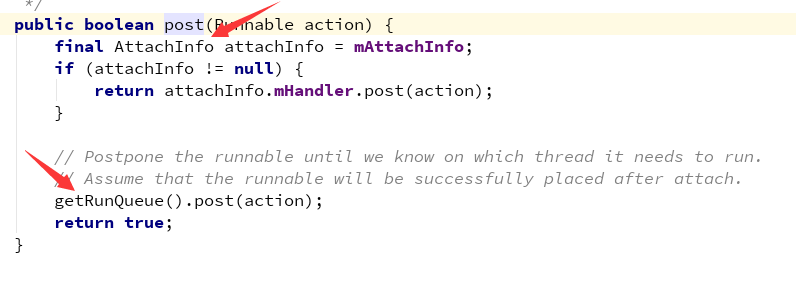 */
public boolean post(Runnable action) {
final AttachInfo attachInfo = mAttachInfo;
if (attachInfo != null) {
return attachInfo.mHandler.post(action);
}
// Postpone the runnable until we know on which thread it needs to run.
// Assume that the runnable will be successfully placed after attach.
getRunQueue().post(action);
return true;
}